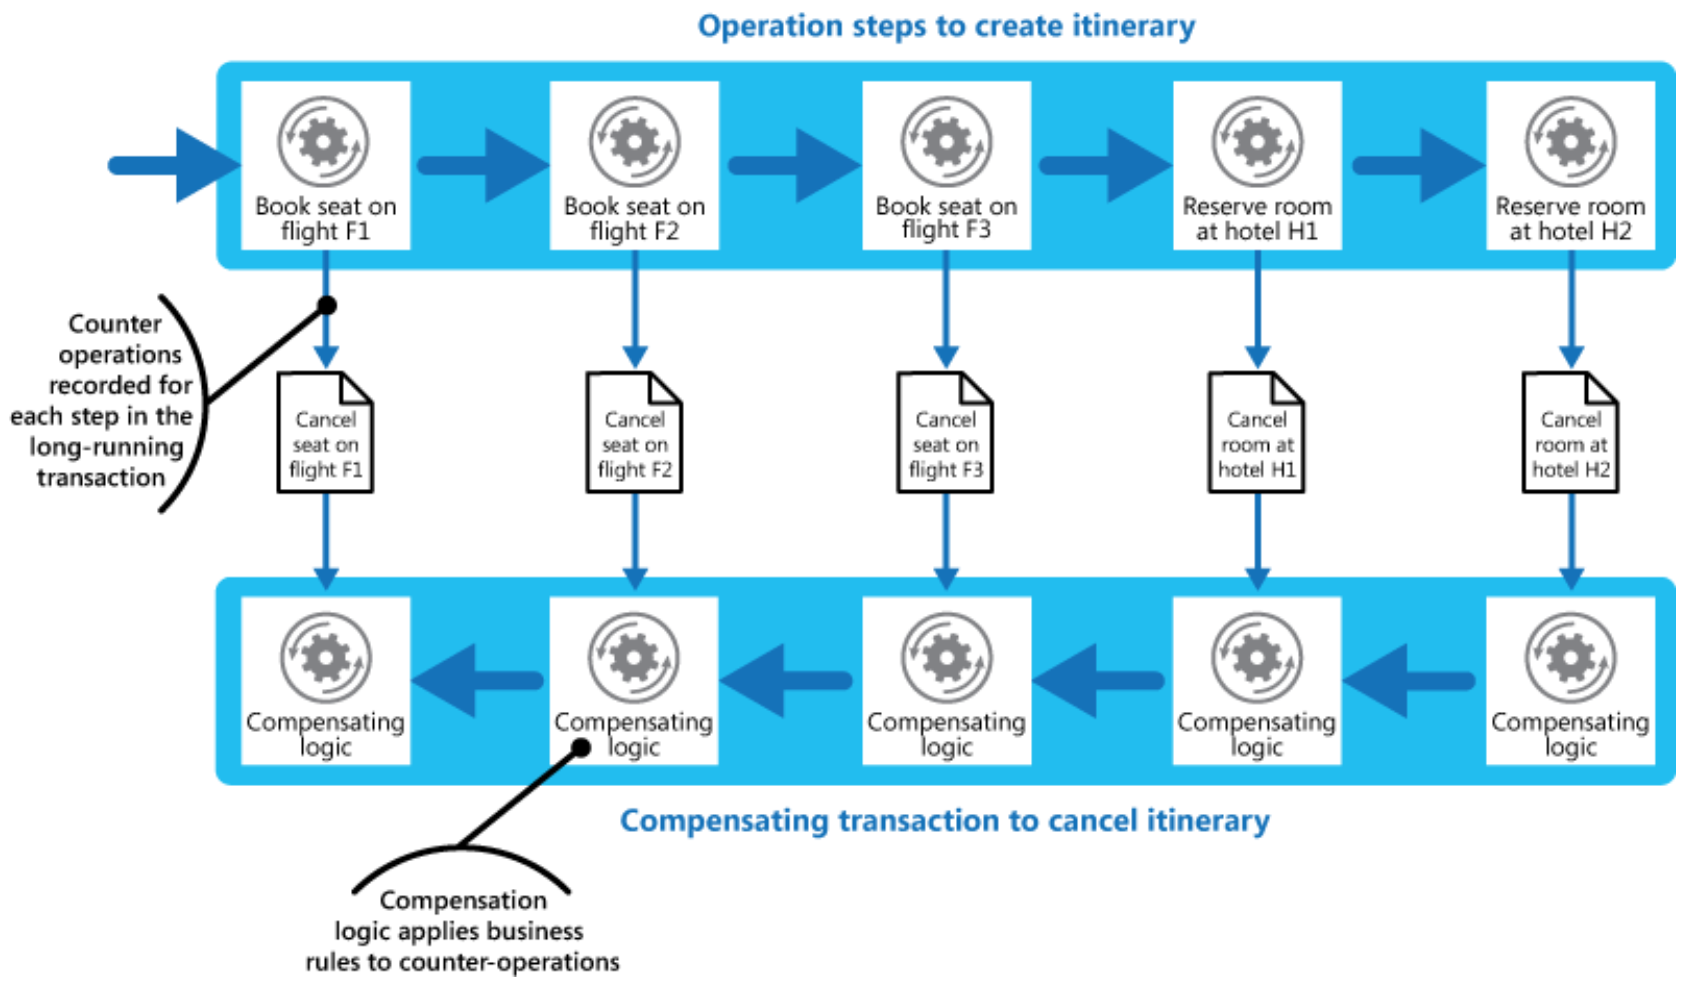 Operation steps to create itinerary
Book seat on
flight F1
Book seat on
flight F2
Book seat on
flight F3
Reserve room
at hotel H1
Reserve room
at hotel H2
Counter
operations
recorded for
each step in the
long-running
transaction
Cancel
seat on
flight F1
Cancel
seat on
flight F2
Cancel
seat on
flight F3
Cancel
room at
hotel H1
Cancel
room at
hotel H2
Compensating
logic
Compensating
logic
Compensating
logic
Compensating
logic
Compensating
logic
Compensating transaction to cancel itinerary
Compensation
logic applies business
rules to counter-operations